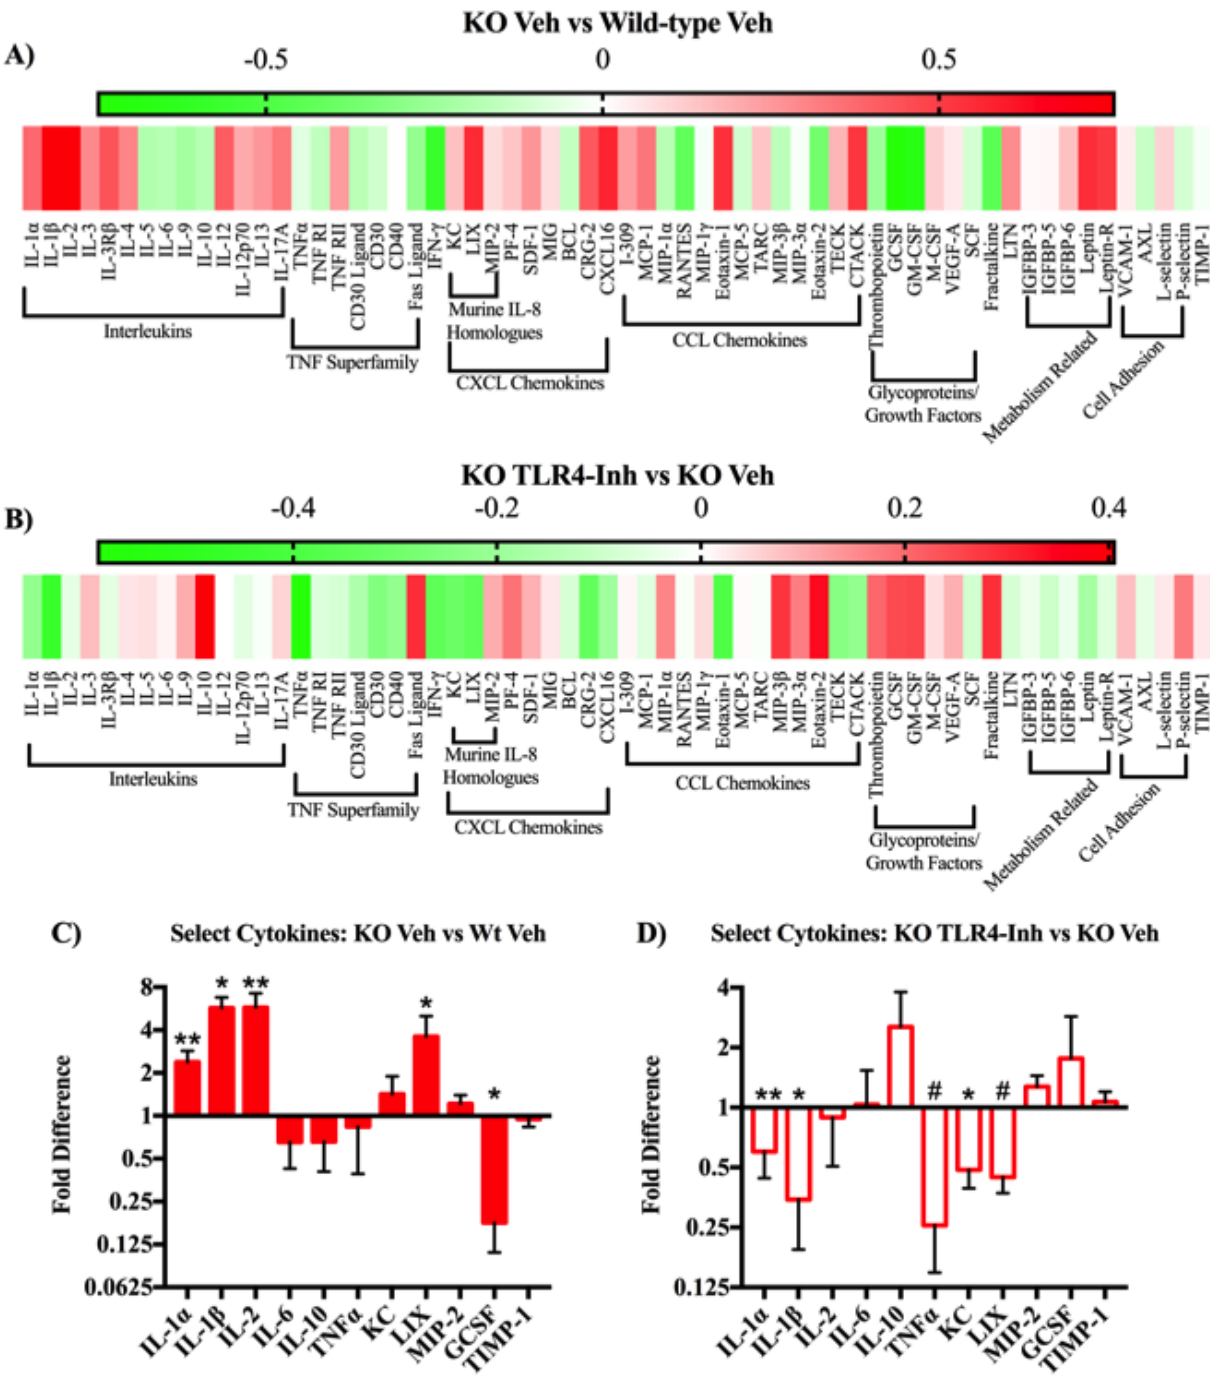 KO Veh vs Wild-type Veh
A)
-0.5 0 0.5
IL-1α IL-1β IL-2 IL-3 IL-3Rβ IL-4 IL-5 IL-6 IL-9 IL-10 IL-12 IL-12p70 IL-13 IL-17A TNFα TNF RI TNF RII CD30 Ligand CD30 CD40 Fas Ligand IFN-γ KC LIX MIP-2 PF-4 SDF-1 MIG BCL CRG-2 CXCL16 I-309 MCP-1 MIP-1α RANTES MIP-1γ Eotaxin-1 MCP-5 TARC MIP-3β MIP-3α Eotaxin-2 TECK CTACK Thrombopoietin GCSF GM-CSF M-CSF VEGF-A SCF Fractalkine LTN IGFBP-3 IGFBP-5 IGFBP-6 Leptin Leptin-R VCAM-1 AXL L-selectin P-selectin TIMP-1
Interleukins
TNF Superfamily
Murine IL-8
Homologues
CXCL Chemokines
CCL Chemokines
Glycoproteins/
Growth Factors
Metabolism Related
Cell Adhesion
KO TLR4-Inh vs KO Veh
B)
-0.4 -0.2 0 0.2 0.4
IL-1α IL-1β IL-2 IL-3 IL-3Rβ IL-4 IL-5 IL-6 IL-9 IL-10 IL-12 IL-12p70 IL-13 IL-17A TNFα TNF RI TNF RII CD30 Ligand CD30 CD40 Fas Ligand IFN-γ KC LIX MIP-2 PF-4 SDF-1 MIG BCL CRG-2 CXCL16 I-309 MCP-1 MIP-1α RANTES MIP-1γ Eotaxin-1 MCP-5 TARC MIP-3β MIP-3α Eotaxin-2 TECK CTACK Thrombopoietin GCSF GM-CSF M-CSF VEGF-A SCF Fractalkine LTN IGFBP-3 IGFBP-5 IGFBP-6 Leptin Leptin-R VCAM-1 AXL L-selectin P-selectin TIMP-1
Interleukins
TNF Superfamily
Murine IL-8
Homologues
CXCL Chemokines
CCL Chemokines
Glycoproteins/
Growth Factors
Metabolism Related
Cell Adhesion
C) Select Cytokines: KO Veh vs Wt Veh
Fold Difference
8
4
2
1
0.5
0.25
0.125
0.0625
** * ** * *
IL-1α IL-1β IL-2 IL-6 IL-10 TNFα KC LIX MIP-2 GCSF TIMP-1
D) Select Cytokines: KO TLR4-Inh vs KO Veh
Fold Difference
4
2
1
0.5
0.25
0.125
** * # * #
IL-1α IL-1β IL-2 IL-6 IL-10 TNFα KC LIX MIP-2 GCSF TIMP-1